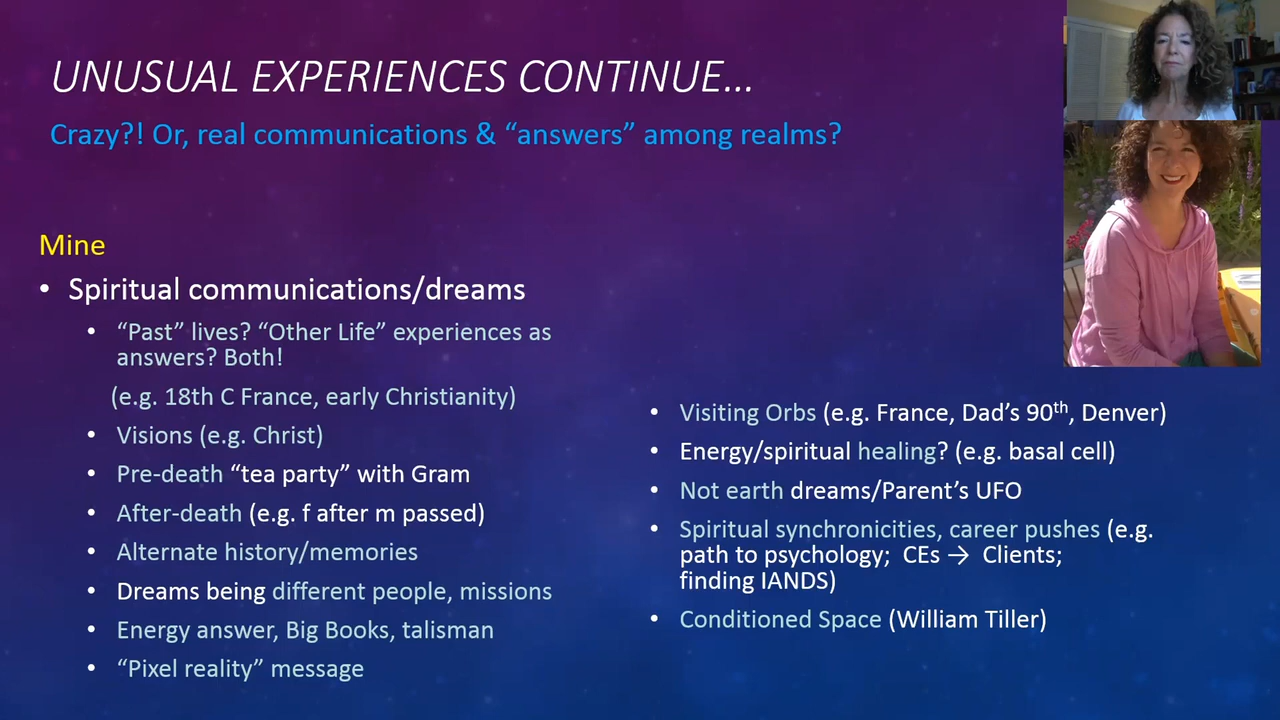 UNUSUAL EXPERIENCES CONTINUE…
Crazy?! Or, real communications & “answers” among realms?
Mine
• Spiritual communications/dreams
• “Past” lives? “Other Life” experiences as
answers? Both!
(e.g. 18th C France, early Christianity)
• Visions (e.g. Christ)
• Pre-death “tea party” with Gram
• After-death (e.g. f after m passed)
• Alternate history/memories
• Dreams being different people, missions
• Energy answer, Big Books, talisman
• “Pixel reality” message
• Visiting Orbs (e.g. France, Dad’s 90th, Denver)
• Energy/spiritual healing? (e.g. basal cell)
• Not earth dreams/Parent’s UFO
• Spiritual synchronicities, career pushes (e.g.
path to psychology; CEs → Clients;
finding IANDS)
• Conditioned Space (William Tiller)